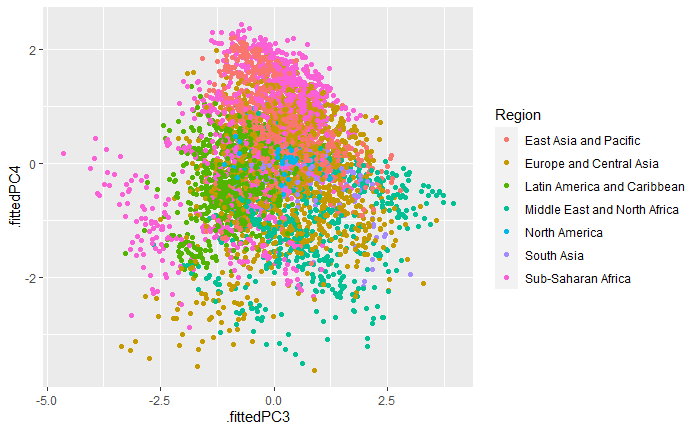 2
0
-2
-5.0
-2.5
0.0
2.5
.fittedPC3
.fittedPC4
Region
East Asia and Pacific
Europe and Central Asia
Latin America and Caribbean
Middle East and North Africa
North America
South Asia
Sub-Saharan Africa